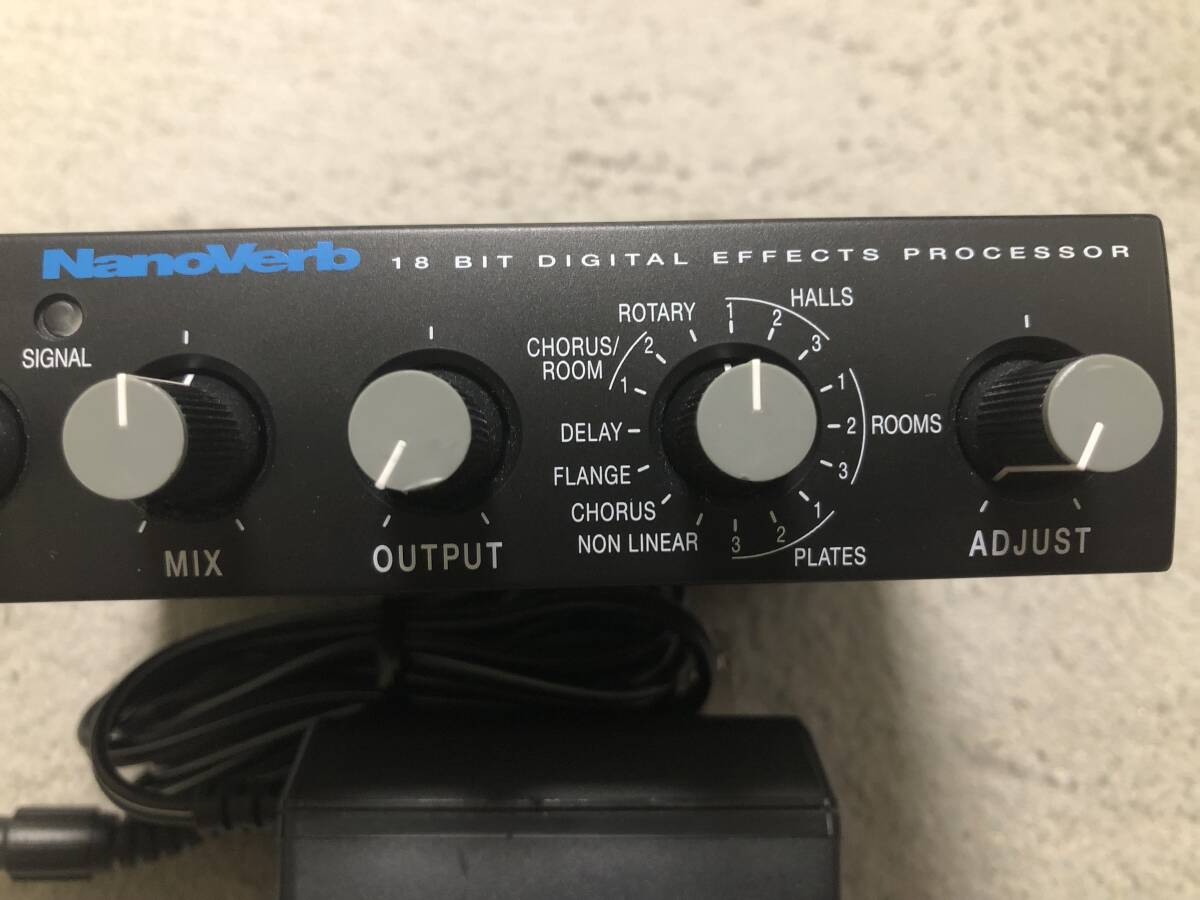 NanoVerb 18 BIT DIGITAL EFFECTS PROCESSOR
SIGNAL
MIX
OUTPUT
ROTARY
1 2 3
HALLS
CHORUS/
ROOM
2
1
DELAY
FLANGE
CHORUS
NON LINEAR
1
2
3
ROOMS
1
2
3
PLATES
ADJUST